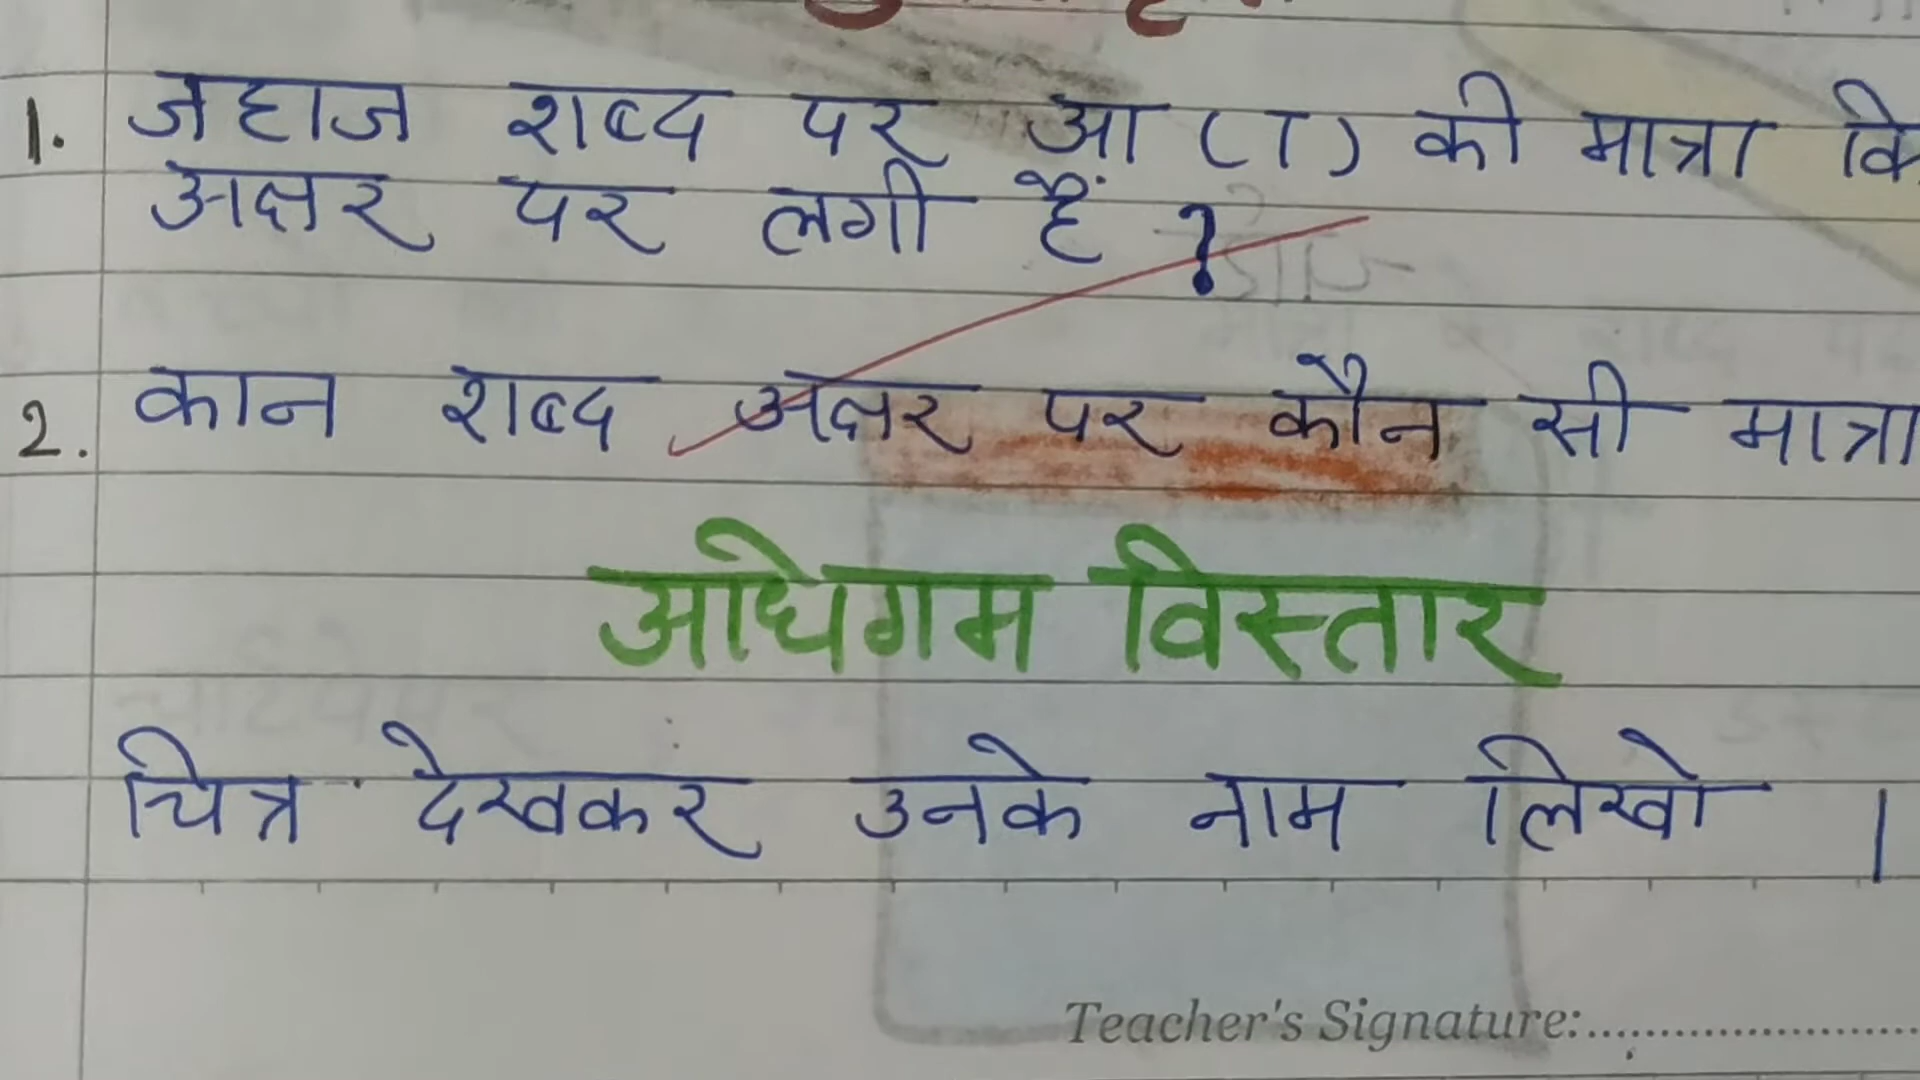 1. जहाज शब्द पर आ (ा) की मात्रा
अक्षर पर लगी हैं ?
2. कान शब्द अक्षर पर कौन सी मात्रा
अधिगम विस्तार
चित्र देखकर उनके नाम लिखो ।
Teacher's Signature: